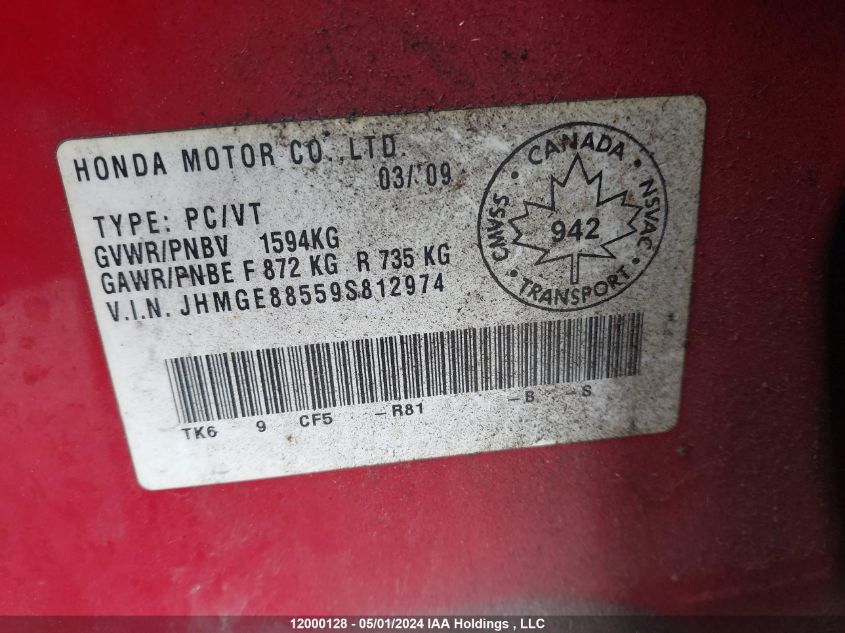 HONDA MOTOR CO.,LTD.
03/'09
TYPE: PC/VT
GVWR/PNBV 1594KG
GAWR/PNBE F 872 KG R 735 KG
V.I.N. JHMGE88559S812974
CANADA • NSVAC • TRANSPORT • CMVSS •
942
TK6 9 CF5 -R81 -B -S
12000128 - 05/01/2024 IAA Holdings , LLC